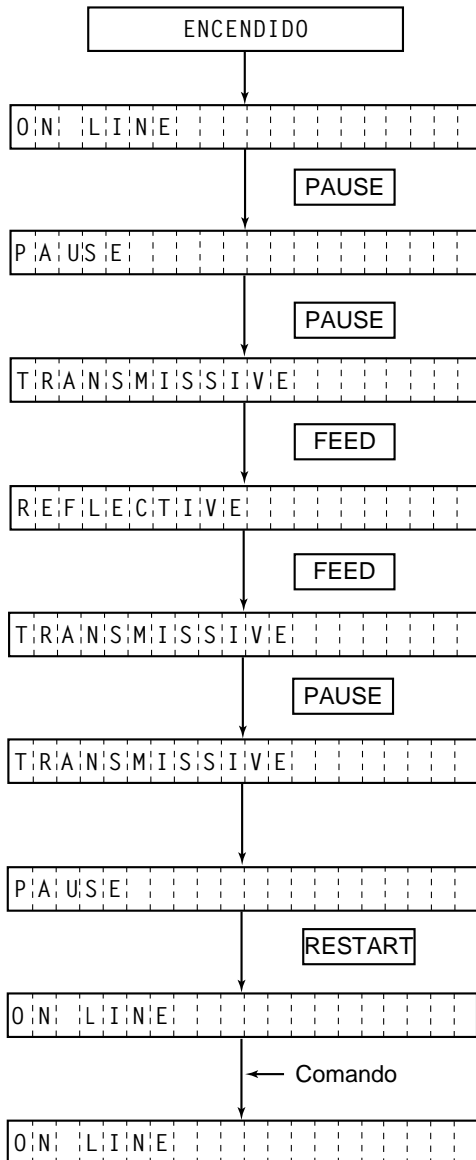 ENCENDIDO
ON LINE
PAUSE
PAUSE
PAUSE
TRANSMISSIVE
FEED
REFLECTIVE
FEED
TRANSMISSIVE
PAUSE
TRANSMISSIVE
PAUSE
RESTART
ON LINE
Comando
ON LINE